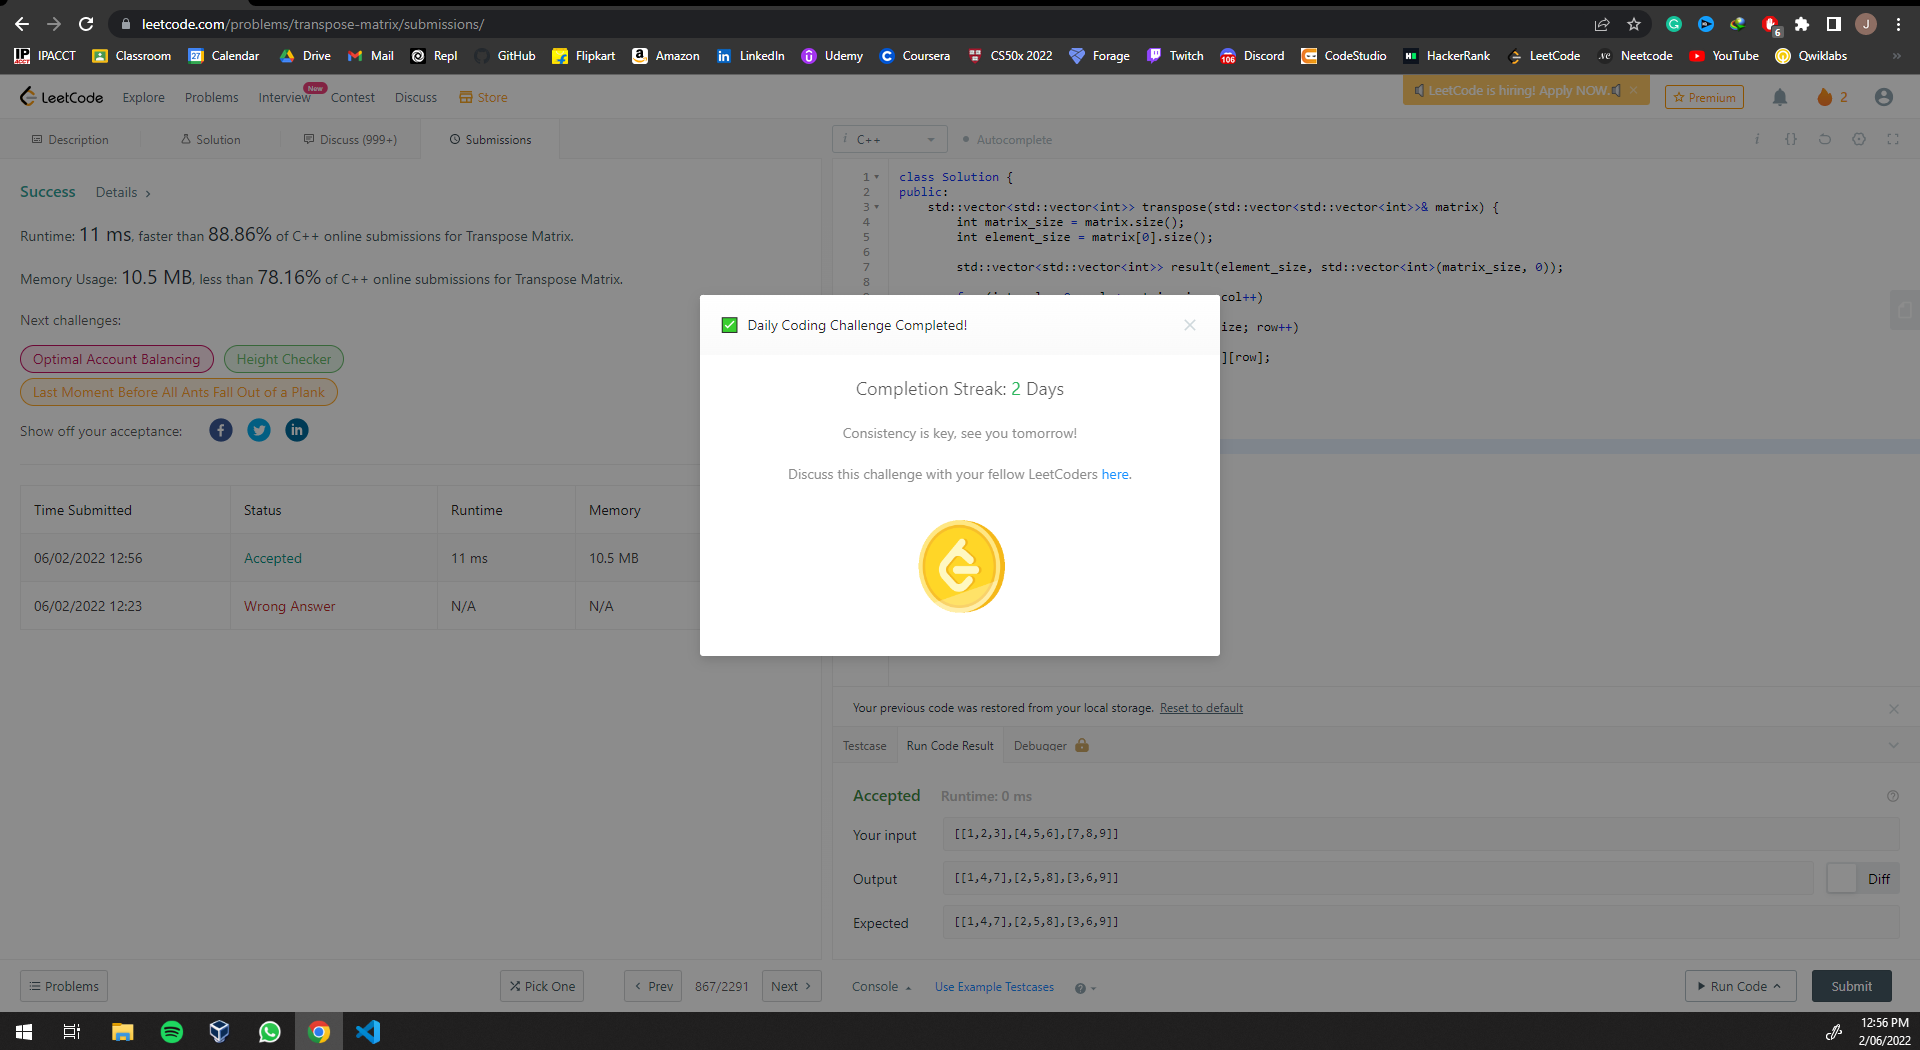 leetcode.com/problems/transpose-matrix/submissions/
6
J
IPACCT Classroom Calendar Drive Mail Repl GitHub Flipkart Amazon LinkedIn Udemy Coursera CS50x 2022 Forage Twitch Discord CodeStudio HackerRank LeetCode Neetcode YouTube Qwiklabs »
LeetCode Explore Problems Interview New Contest Discuss Store
LeetCode is hiring! Apply NOW. ×
Premium
2
Description Solution Discuss (999+) Submissions
i C++ Autocomplete
Success Details ›
Runtime: 11 ms, faster than 88.86% of C++ online submissions for Transpose Matrix.
Memory Usage: 10.5 MB, less than 78.16% of C++ online submissions for Transpose Matrix.
Next challenges:
Optimal Account Balancing Height Checker
Last Moment Before All Ants Fall Out of a Plank
Show off your acceptance:
Time Submitted Status Runtime Memory
06/02/2022 12:56 Accepted 11 ms 10.5 MB
06/02/2022 12:23 Wrong Answer N/A N/A
1 class Solution {
2 public:
3 std::vector<std::vector<int>> transpose(std::vector<std::vector<int>>& matrix) {
4 int matrix_size = matrix.size();
5 int element_size = matrix[0].size();
6
7 std::vector<std::vector<int>> result(element_size, std::vector<int>(matrix_size, 0));
8
col++)
ize; row++)
][row];
Daily Coding Challenge Completed!
Completion Streak: 2 Days
Consistency is key, see you tomorrow!
Discuss this challenge with your fellow LeetCoders here.
Your previous code was restored from your local storage. Reset to default
Testcase Run Code Result Debugger
Accepted Runtime: 0 ms
Your input [[1,2,3],[4,5,6],[7,8,9]]
Output [[1,4,7],[2,5,8],[3,6,9]] Diff
Expected [[1,4,7],[2,5,8],[3,6,9]]
Problems Pick One ‹ Prev 867/2291 Next ›
Console Use Example Testcases Run Code Submit
12:56 PM
2/06/2022